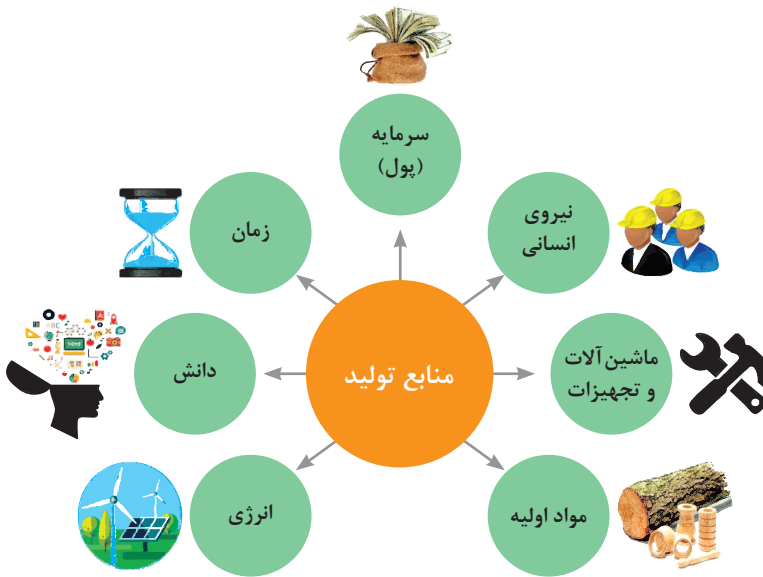 سرمایه
(پول)
نیروی
انسانی
زمان
ماشین‌آلات
و تجهیزات
منابع تولید
دانش
مواد اولیه
انرژی